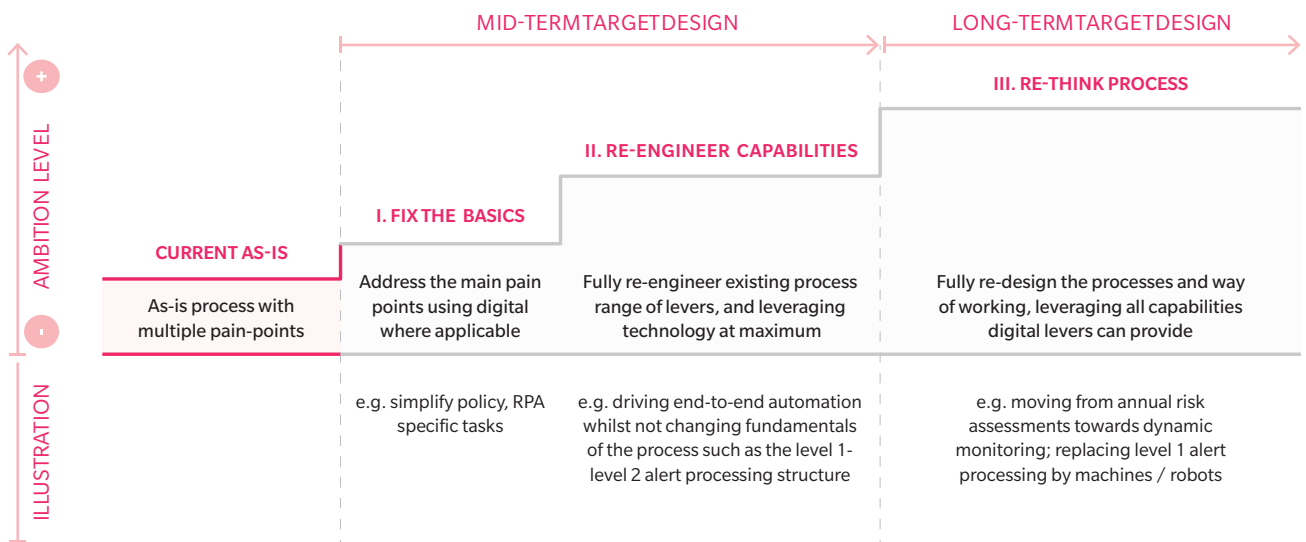 MID-TERMTARGETDESIGN
LONG-TERMTARGETDESIGN
+
AMBITION LEVEL
-
III. RE-THINK PROCESS
II. RE-ENGINEER CAPABILITIES
I. FIX THE BASICS
CURRENT AS-IS
As-is process with
multiple pain-points
Address the main pain
points using digital
where applicable
Fully re-engineer existing process
range of levers, and leveraging
technology at maximum
Fully re-design the processes and way
of working, leveraging all capabilities
digital levers can provide
ILLUSTRATION
e.g. simplify policy, RPA
specific tasks
e.g. driving end-to-end automation
whilst not changing fundamentals
of the process such as the level 1-
level 2 alert processing structure
e.g. moving from annual risk
assessments towards dynamic
monitoring; replacing level 1 alert
processing by machines / robots